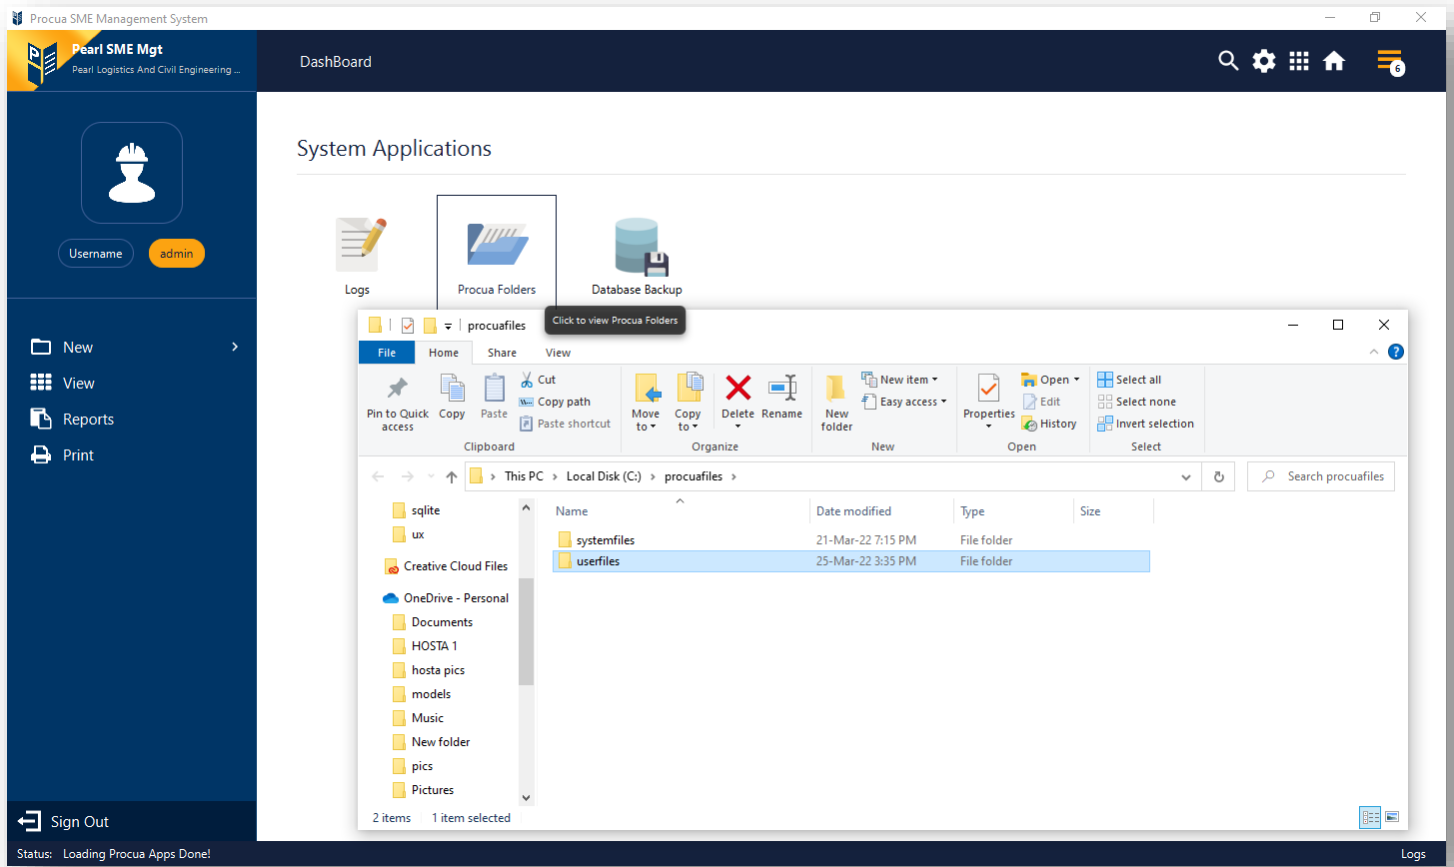 Procua SME Management System
Pearl SME Mgt
Pearl Logistics And Civil Engineering ...
DashBoard
6
Username
admin
New
View
Reports
Print
Sign Out
System Applications
Logs
Procua Folders
Database Backup
Click to view Procua Folders
procuafiles
File Home Share View
Pin to Quick access
Copy
Paste
Cut
Copy path
Paste shortcut
Clipboard
Move to
Copy to
Delete
Rename
Organize
New folder
New item
Easy access
New
Properties
Open
Edit
History
Open
Select all
Select none
Invert selection
Select
This PC > Local Disk (C:) > procuafiles >
Search procuafiles
sqlite
ux
Creative Cloud Files
OneDrive - Personal
Documents
HOSTA 1
hosta pics
models
Music
New folder
pics
Pictures
Name Date modified Type Size
systemfiles 21-Mar-22 7:15 PM File folder
userfiles 25-Mar-22 3:35 PM File folder
2 items 1 item selected
Status: Loading Procua Apps Done!
Logs